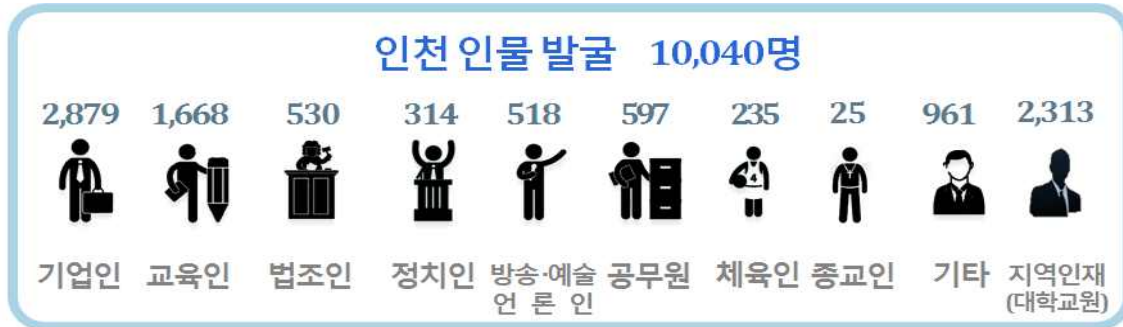 인천 인물 발굴 10,040명
2,879 1,668 530 314 518 597 235 25 961 2,313
4
기업인 교육인 법조인 정치인 방송·예술 언론인 공무원 체육인 종교인 기타 지역인재 (대학교원)